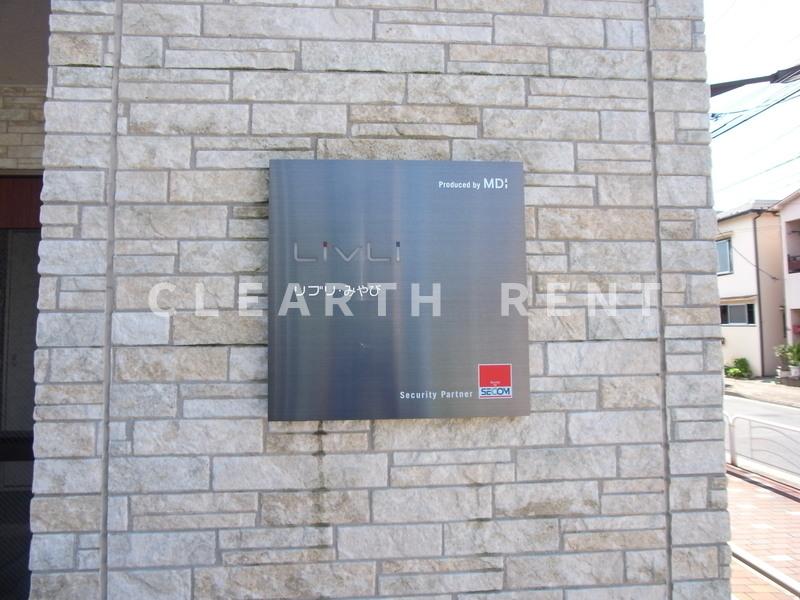 Produced by MDI
LivLi
リブリ・みやび
CLEARTH RENT
Security Partner
SECOM